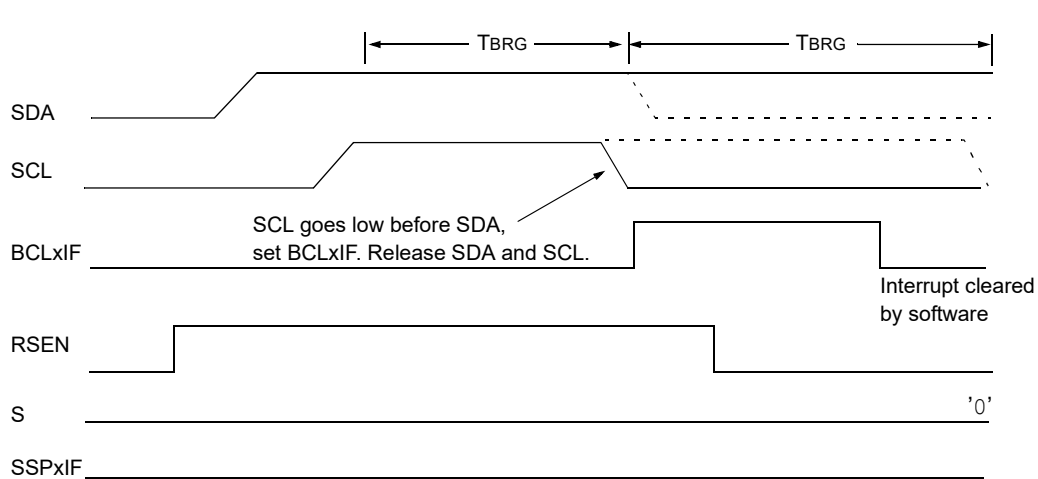 TBRG
TBRG
SDA
SCL
SCL goes low before SDA,
set BCLxIF. Release SDA and SCL.
BCLxIF
Interrupt cleared
by software
RSEN
S
’0’
SSPxIF